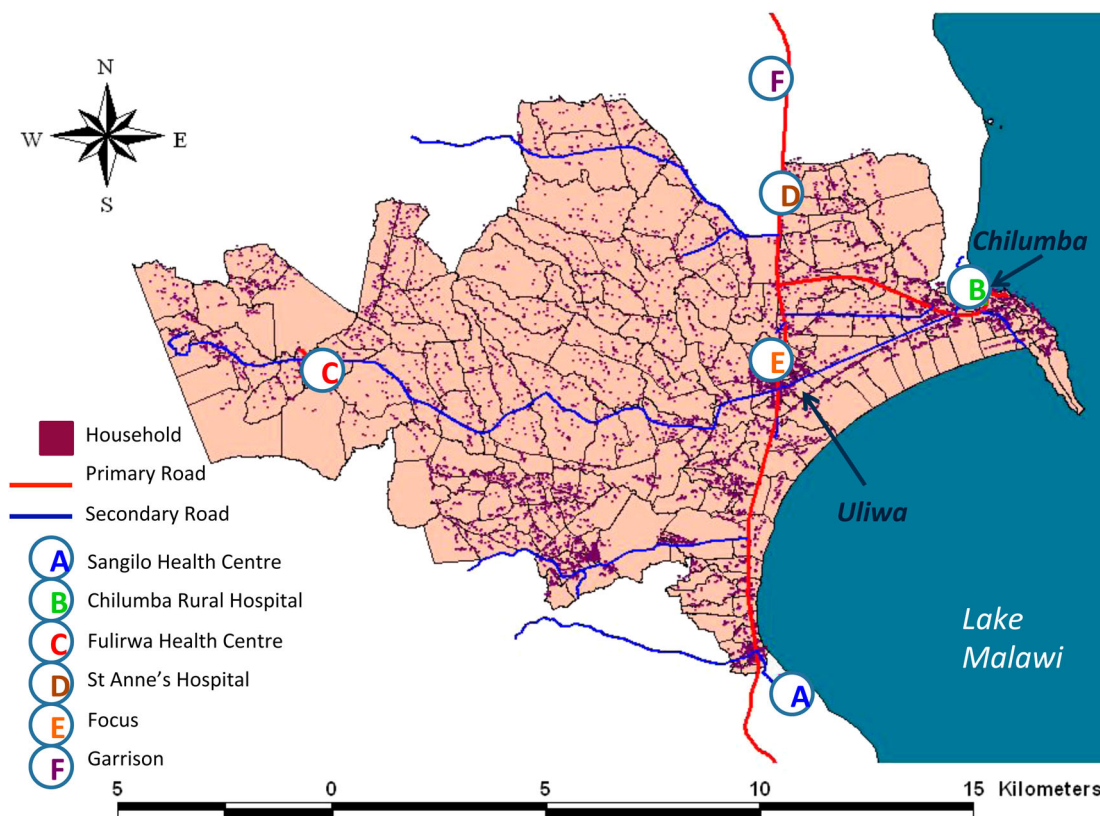 N
W E
S
F
D
Chilumba
B
E
C
Uliwa
A
Lake
Malawi
Household
Primary Road
Secondary Road
A Sangilo Health Centre
B Chilumba Rural Hospital
C Fulirwa Health Centre
D St Anne's Hospital
E Focus
F Garrison
5 0 5 10 15 Kilometers